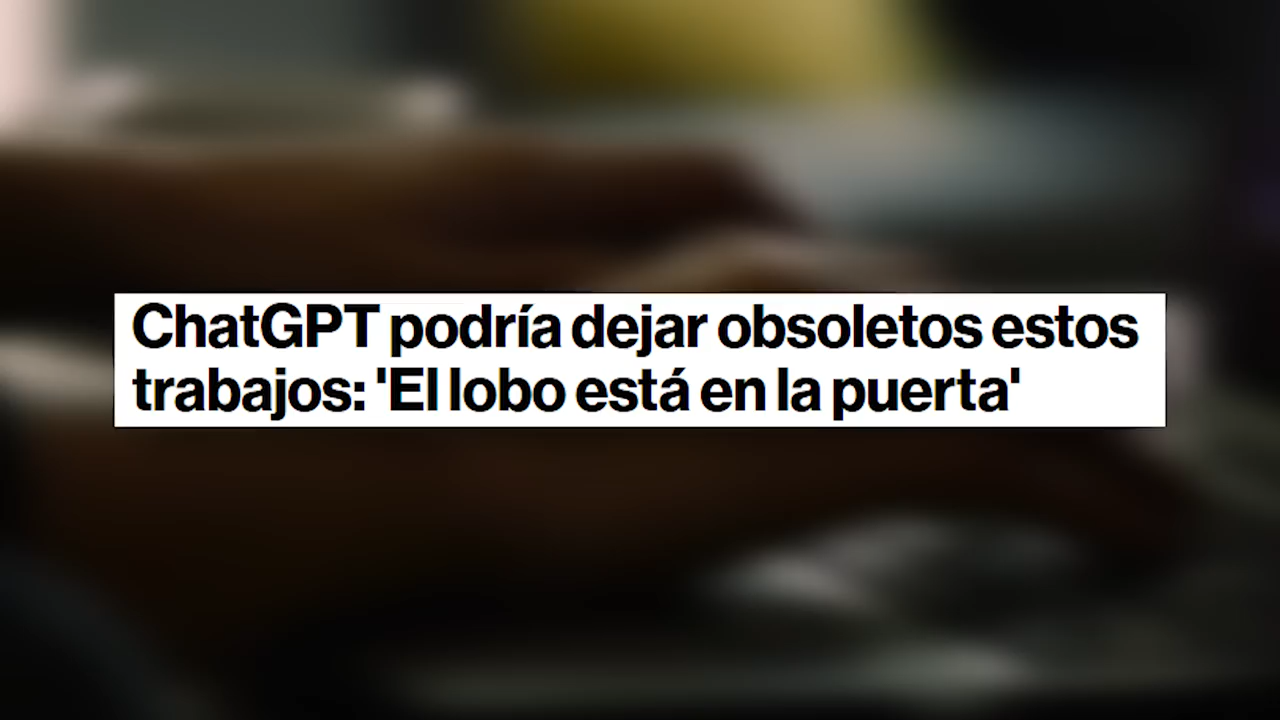 ChatGPT podría dejar obsoletos estos
trabajos: 'El lobo está en la puerta'